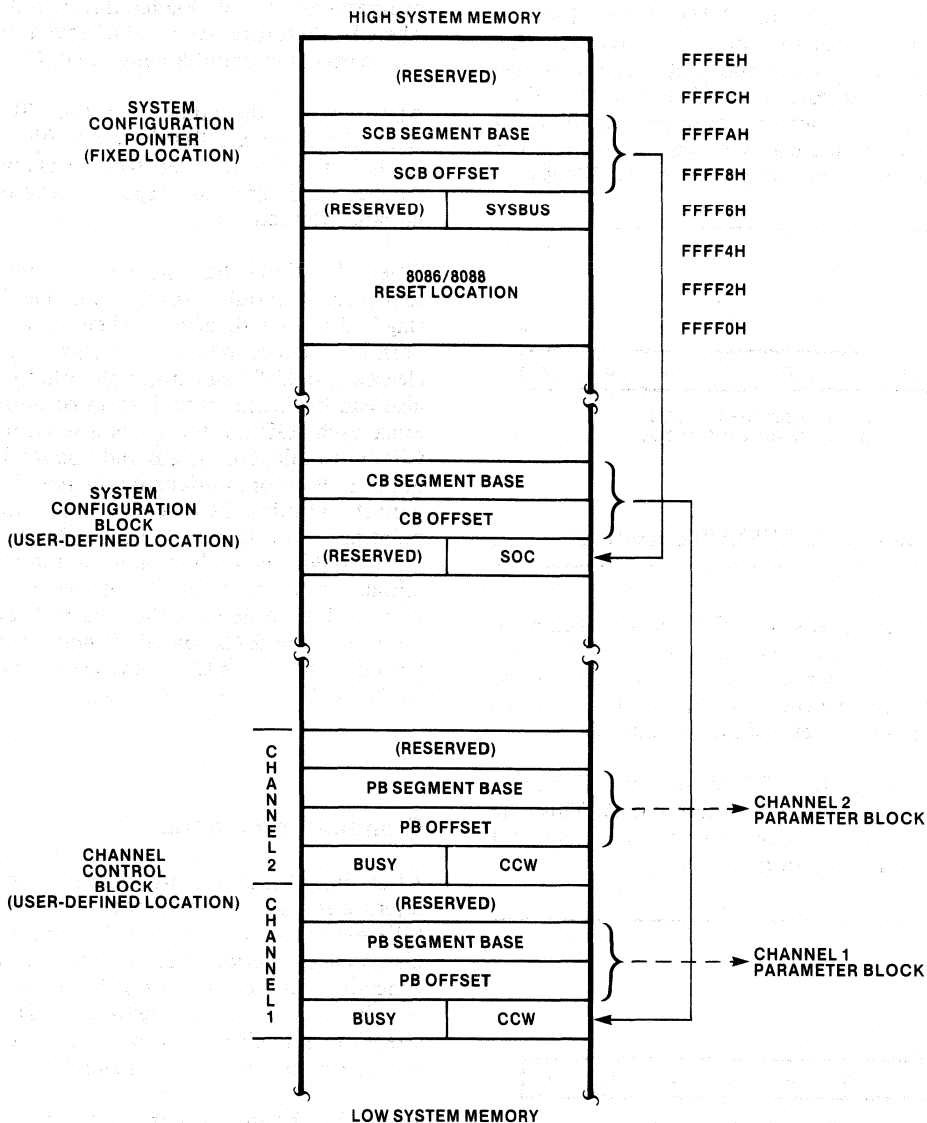 HIGH SYSTEM MEMORY
(RESERVED)
FFFFEH
FFFFCH
SYSTEM
CONFIGURATION
POINTER
(FIXED LOCATION)
SCB SEGMENT BASE
FFFFAH
SCB OFFSET
FFFF8H
(RESERVED) SYSBUS
FFFF6H
8086/8088
RESET LOCATION
FFFF4H
FFFF2H
FFFF0H
SYSTEM
CONFIGURATION
BLOCK
(USER-DEFINED LOCATION)
CB SEGMENT BASE
CB OFFSET
(RESERVED) SOC
CHANNEL
CONTROL
BLOCK
(USER-DEFINED LOCATION)
CHANNEL 2
(RESERVED)
PB SEGMENT BASE
PB OFFSET
BUSY CCW
CHANNEL 2
PARAMETER BLOCK
CHANNEL 1
(RESERVED)
PB SEGMENT BASE
PB OFFSET
BUSY CCW
CHANNEL 1
PARAMETER BLOCK
LOW SYSTEM MEMORY